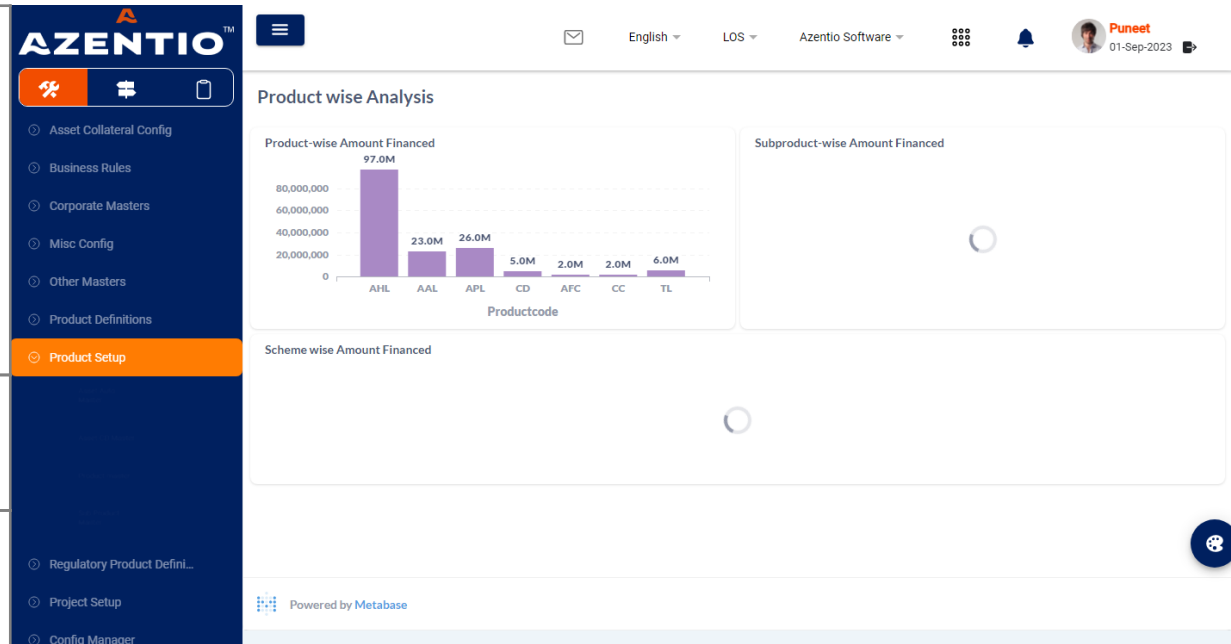 AZENTIO™
English
LOS
Azentio Software
Puneet
01-Sep-2023
Asset Collateral Config
Business Rules
Corporate Masters
Misc Config
Other Masters
Product Definitions
Product Setup
Regulatory Product Defini...
Project Setup
Config Manager
Product wise Analysis
Product-wise Amount Financed
97.0M
80,000,000
60,000,000
40,000,000
20,000,000
0
23.0M
26.0M
5.0M
2.0M
2.0M
6.0M
AHL
AAL
APL
CD
AFC
CC
TL
Productcode
Subproduct-wise Amount Financed
Scheme wise Amount Financed
Powered by Metabase